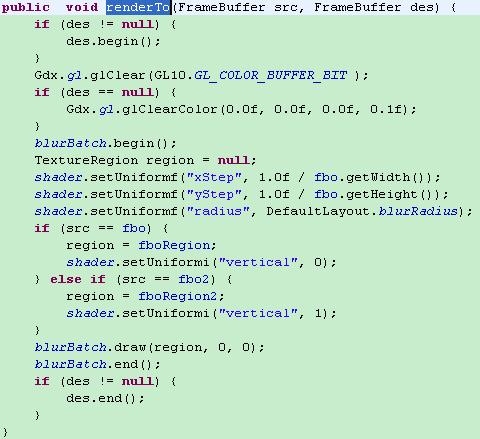 public  void renderTo(FrameBuffer src, FrameBuffer des) {
    if (des != null) {
        des.begin();
    }
    Gdx.gl.glClear(GL10.GL_COLOR_BUFFER_BIT );
    if (des == null) {
        Gdx.gl.glClearColor(0.0f, 0.0f, 0.0f, 0.1f);
    }
    blurBatch.begin();
    TextureRegion region = null;
    shader.setUniformf("xStep", 1.0f / fbo.getWidth());
    shader.setUniformf("yStep", 1.0f / fbo.getHeight());
    shader.setUniformf("radius", DefaultLayout.blurRadius);
    if (src == fbo) {
        region = fboRegion;
        shader.setUniformi("vertical", 0);
    } else if (src == fbo2) {
        region = fboRegion2;
        shader.setUniformi("vertical", 1);
    }
    blurBatch.draw(region, 0, 0);
    blurBatch.end();
    if (des != null) {
        des.end();
    }
}